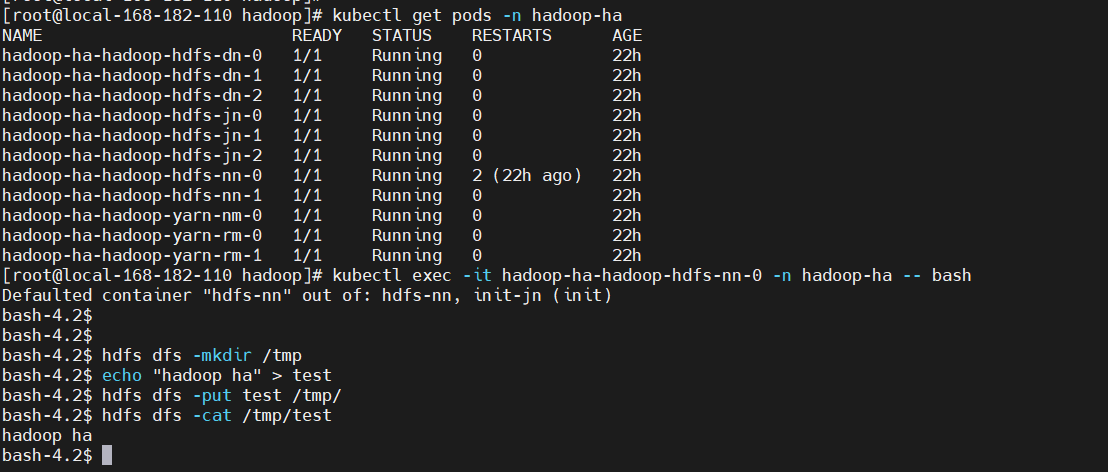 [root@local-168-182-110 hadoop]#
[root@local-168-182-110 hadoop]# kubectl get pods -n hadoop-ha
NAME READY STATUS RESTARTS AGE
hadoop-ha-hadoop-hdfs-dn-0 1/1 Running 0 22h
hadoop-ha-hadoop-hdfs-dn-1 1/1 Running 0 22h
hadoop-ha-hadoop-hdfs-dn-2 1/1 Running 0 22h
hadoop-ha-hadoop-hdfs-jn-0 1/1 Running 0 22h
hadoop-ha-hadoop-hdfs-jn-1 1/1 Running 0 22h
hadoop-ha-hadoop-hdfs-jn-2 1/1 Running 0 22h
hadoop-ha-hadoop-hdfs-nn-0 1/1 Running 2 (22h ago) 22h
hadoop-ha-hadoop-hdfs-nn-1 1/1 Running 0 22h
hadoop-ha-hadoop-yarn-nm-0 1/1 Running 0 22h
hadoop-ha-hadoop-yarn-rm-0 1/1 Running 0 22h
hadoop-ha-hadoop-yarn-rm-1 1/1 Running 0 22h
[root@local-168-182-110 hadoop]# kubectl exec -it hadoop-ha-hadoop-hdfs-nn-0 -n hadoop-ha -- bash
Defaulted container "hdfs-nn" out of: hdfs-nn, init-jn (init)
bash-4.2$
bash-4.2$
bash-4.2$ hdfs dfs -mkdir /tmp
bash-4.2$ echo "hadoop ha" > test
bash-4.2$ hdfs dfs -put test /tmp/
bash-4.2$ hdfs dfs -cat /tmp/test
hadoop ha
bash-4.2$